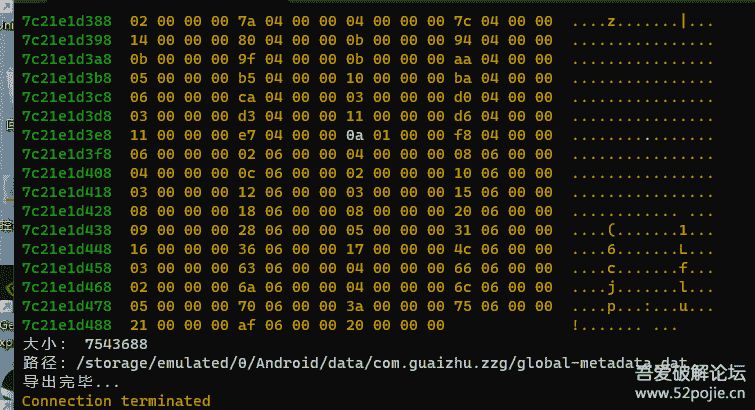 7c21e1d388 02 00 00 00 7a 04 00 00 04 00 00 00 7c 04 00 00 ....z.......|...
7c21e1d398 14 00 00 00 80 04 00 00 0b 00 00 00 94 04 00 00 ................
7c21e1d3a8 0b 00 00 00 9f 04 00 00 0b 00 00 00 aa 04 00 00 ................
7c21e1d3b8 05 00 00 00 b5 04 00 00 10 00 00 00 ba 04 00 00 ................
7c21e1d3c8 06 00 00 00 ca 04 00 00 03 00 00 00 d0 04 00 00 ................
7c21e1d3d8 03 00 00 00 d3 04 00 00 11 00 00 00 d6 04 00 00 ................
7c21e1d3e8 11 00 00 00 e7 04 00 00 0a 01 00 00 f8 04 00 00 ................
7c21e1d3f8 06 00 00 00 02 06 00 00 04 00 00 00 08 06 00 00 ................
7c21e1d408 04 00 00 00 0c 06 00 00 02 00 00 00 10 06 00 00 ................
7c21e1d418 03 00 00 00 12 06 00 00 03 00 00 00 15 06 00 00 ................
7c21e1d428 08 00 00 00 18 06 00 00 08 00 00 00 20 06 00 00 ............ ...
7c21e1d438 09 00 00 00 28 06 00 00 05 00 00 00 31 06 00 00 ....(.......1...
7c21e1d448 16 00 00 00 36 06 00 00 17 00 00 00 4c 06 00 00 ....6.......L...
7c21e1d458 03 00 00 00 63 06 00 00 04 00 00 00 66 06 00 00 ....c.......f...
7c21e1d468 02 00 00 00 6a 06 00 00 04 00 00 00 6c 06 00 00 ....j.......l...
7c21e1d478 05 00 00 00 70 06 00 00 3a 00 00 00 75 06 00 00 ....p...:...u...
7c21e1d488 21 00 00 00 af 06 00 00 20 00 00 00 !....... ...
大小： 7543688
路径：/storage/emulated/0/Android/data/com.guaizhu.zzg/global-metadata.dat
导出完毕...
Connection terminated
吾爱破解论坛
www.52pojie.cn